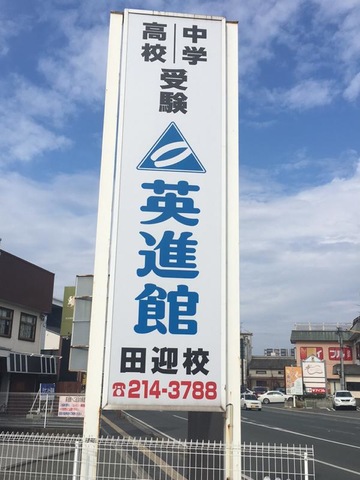 高校
中学
受験
英進館
田迎校
☎214-3788